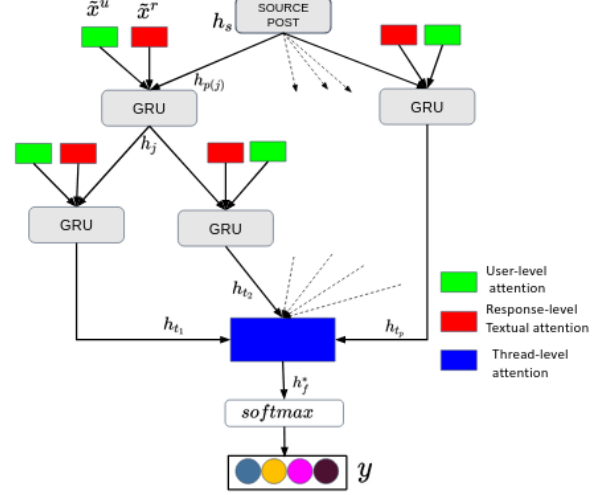 x̃ᵘ x̃ʳ
hₛ
SOURCE
POST
h_{p(j)}
GRU
GRU
h_j
GRU
GRU
h_{t_2}
h_{t_1}
h_{t_p}
User-level
attention
Response-level
Textual attention
Thread-level
attention
h_f^*
softmax
y